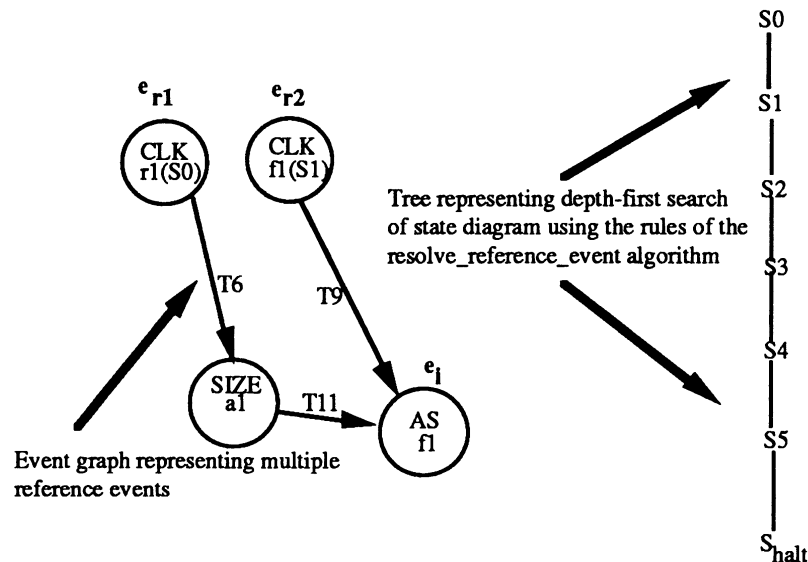 e r1
e r2
CLK
r1(S0)
CLK
f1(S1)
T6
T9
SIZE
a1
T11
e i
AS
f1
Event graph representing multiple
reference events
Tree representing depth-first search
of state diagram using the rules of the
resolve_reference_event algorithm
S0
S1
S2
S3
S4
S5
S halt